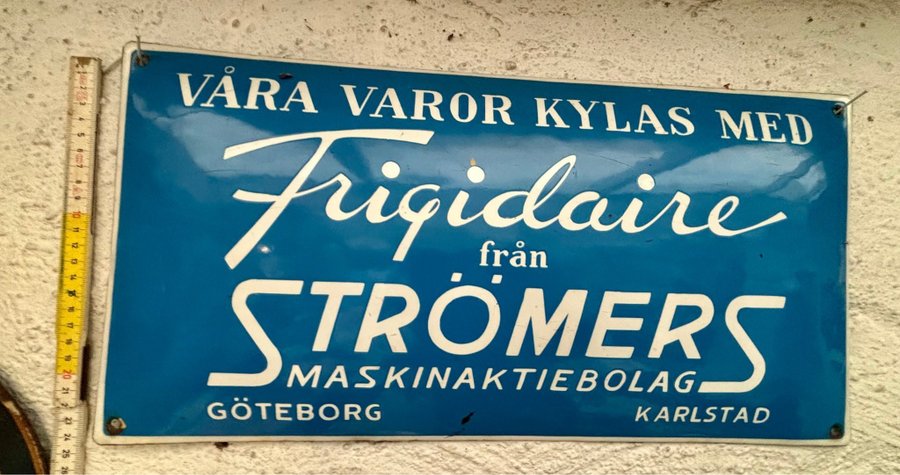 VÅRA VAROR KYLAS MED
Frigidaire
från
STRÖMERS
MASKINAKTIEBOLAG
GÖTEBORG
KARLSTAD